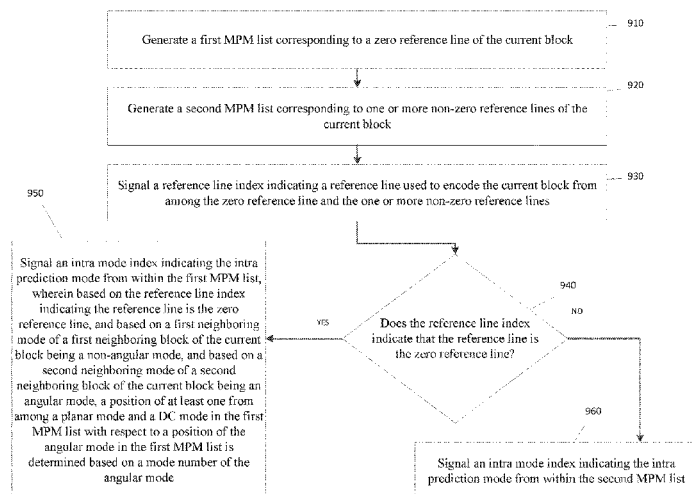 910
Generate a first MPM list corresponding to a zero reference line of the current block
920
Generate a second MPM list corresponding to one or more non-zero reference lines of the
current block
930
Signal a reference line index indicating a reference line used to encode the current block from
among the zero reference line and the one or more non-zero reference lines
950
Signal an intra mode index indicating the intra
prediction mode from within the first MPM list,
wherein based on the reference line index
indicating the reference line is the zero
reference line, and based on a first neighboring
mode of a first neighboring block of the current
block being a non-angular mode, and based on a
second neighboring mode of a second
neighboring block of the current block being an
angular mode, a position of at least one from
among a planar mode and a DC mode in the first
MPM list with respect to a position of the
angular mode in the first MPM list is
determined based on a mode number of the
angular mode
940
YES
NO
Does the reference line index
indicate that the reference line is
the zero reference line?
960
Signal an intra mode index indicating the intra
prediction mode from within the second MPM list